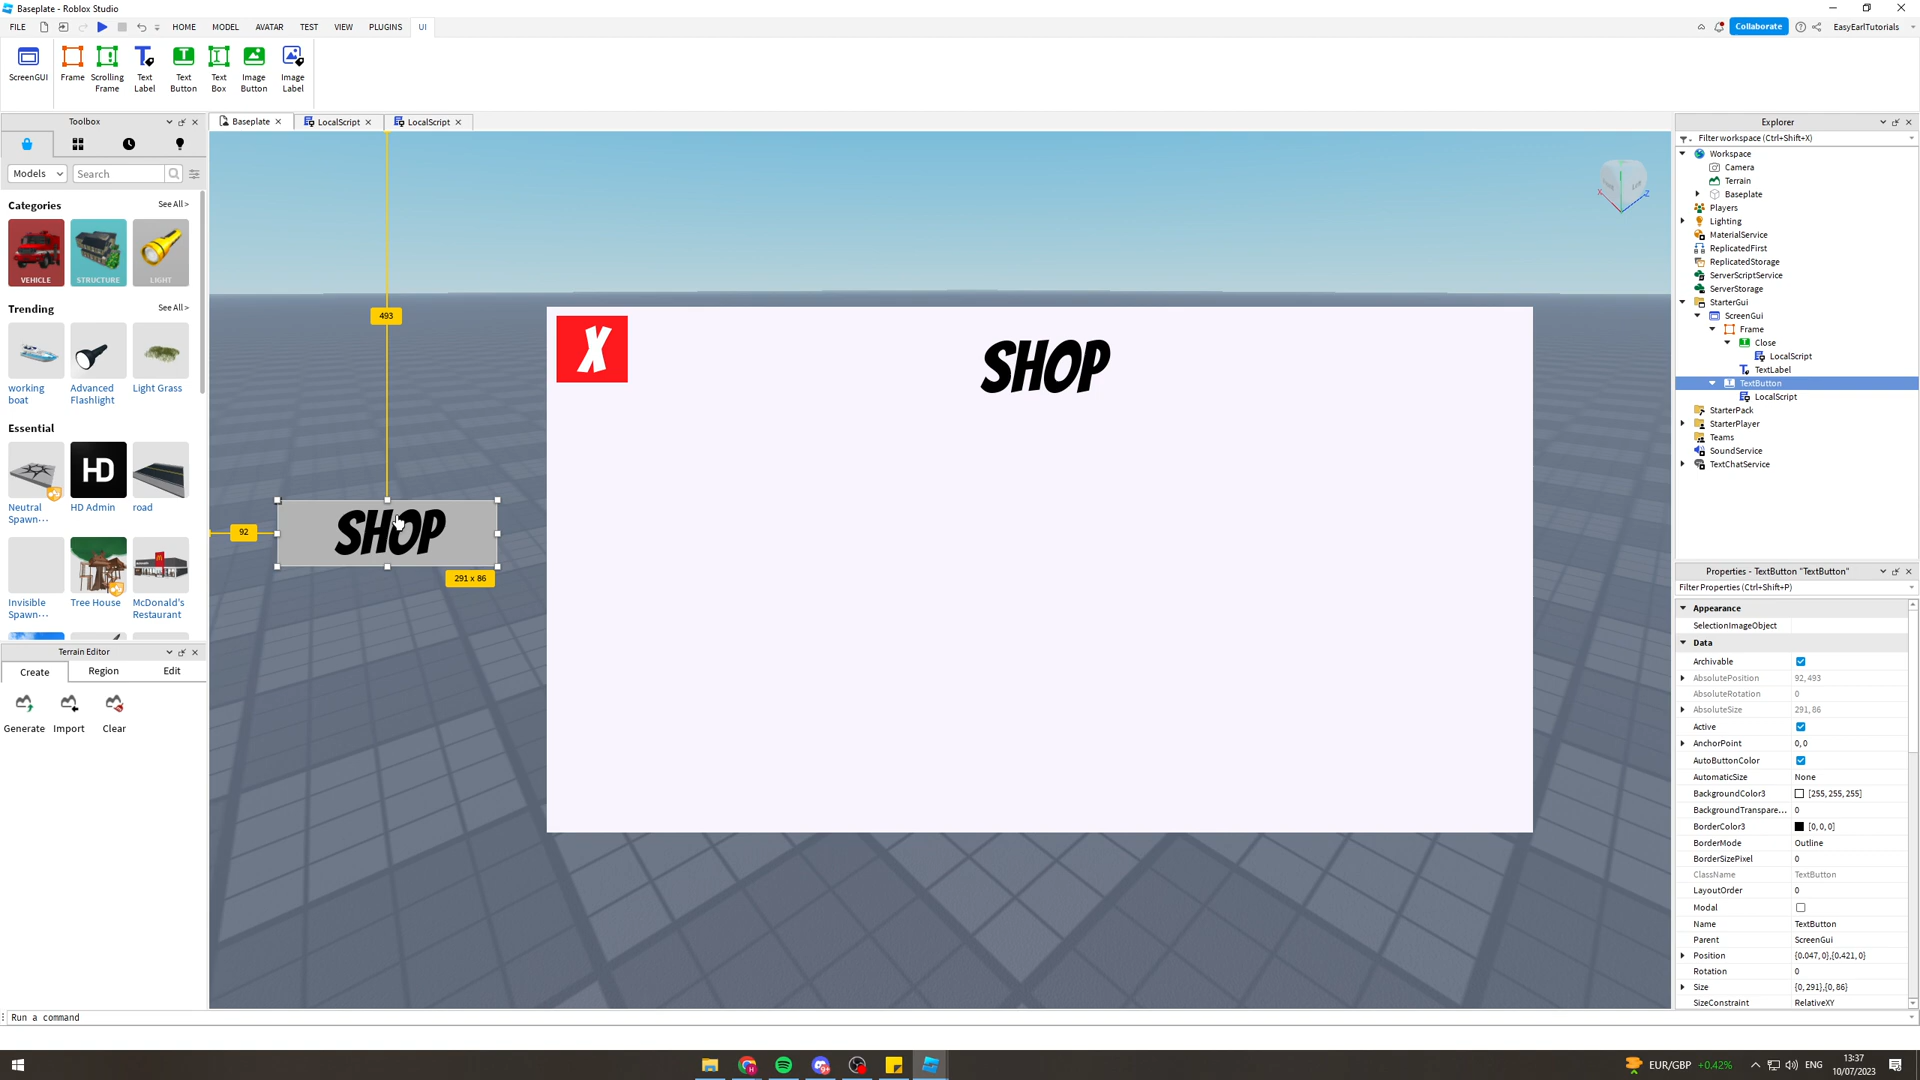 Baseplate - Roblox Studio
FILE HOME MODEL AVATAR TEST VIEW PLUGINS UI
Collaborate
EasyEarlTutorials
ScreenGUI
Frame
Scrolling Frame
Text Label
Text Button
Text Box
Image Button
Image Label
Toolbox
Baseplate
LocalScript
LocalScript
Models
Search
Categories
See All >
VEHICLE
STRUCTURE
LIGHT
Trending
See All >
working boat
Advanced Flashlight
Light Grass
Essential
HD
Neutral Spawn...
HD Admin
road
Invisible Spawn...
Tree House
McDonald's Restaurant
Terrain Editor
Create
Region
Edit
Generate
Import
Clear
493
92
SHOP
291 x 86
X
SHOP
Explorer
Filter workspace (Ctrl+Shift+X)
Workspace
Camera
Terrain
Baseplate
Players
Lighting
MaterialService
ReplicatedFirst
ReplicatedStorage
ServerScriptService
ServerStorage
StarterGui
ScreenGui
Frame
Close
LocalScript
TextLabel
TextButton
LocalScript
StarterPack
StarterPlayer
Teams
SoundService
TextChatService
Properties - TextButton "TextButton"
Filter Properties (Ctrl+Shift+P)
Appearance
SelectionImageObject
Data
Archivable
AbsolutePosition 92, 493
AbsoluteRotation 0
AbsoluteSize 291, 86
Active
AnchorPoint 0, 0
AutoButtonColor
AutomaticSize None
BackgroundColor3 [255, 255, 255]
BackgroundTranspare... 0
BorderColor3 [0, 0, 0]
BorderMode Outline
BorderSizePixel 0
ClassName TextButton
LayoutOrder 0
Modal
Name TextButton
Parent ScreenGui
Position {0.047, 0},{0.421, 0}
Rotation 0
Size {0, 291},{0, 86}
SizeConstraint RelativeXY
Run a command
EUR/GBP +0.42%
ENG
13:37
10/07/2023